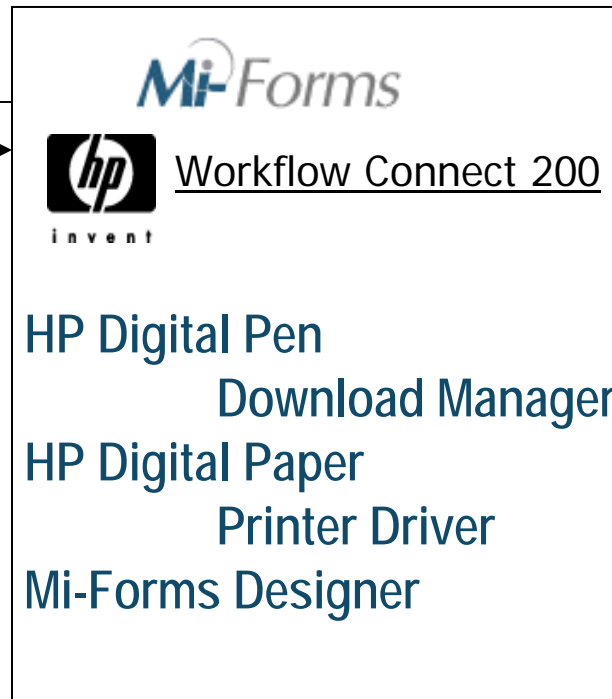 Mi-Forms
hp
Workflow Connect 200
invent
HP Digital Pen
Download Manager
HP Digital Paper
Printer Driver
Mi-Forms Designer